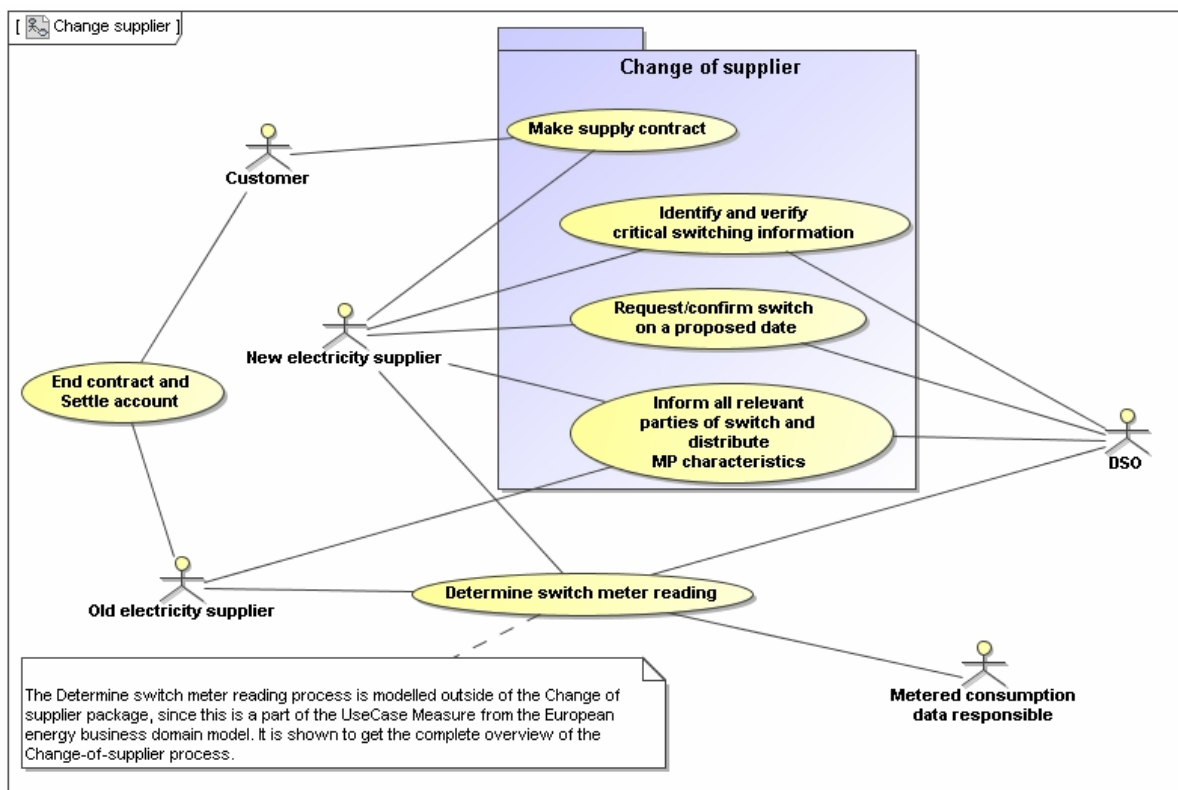 [ Change supplier ]
Change of supplier
Make supply contract
Customer
Identify and verify
critical switching information
Request/confirm switch
on a proposed date
New electricity supplier
End contract and
Settle account
Inform all relevant
parties of switch and
distribute
MP characteristics
DSO
Determine switch meter reading
Old electricity supplier
Metered consumption
data responsible
The Determine switch meter reading process is modelled outside of the Change of
supplier package, since this is a part of the UseCase Measure from the European
energy business domain model. It is shown to get the complete overview of the
Change-of-supplier process.